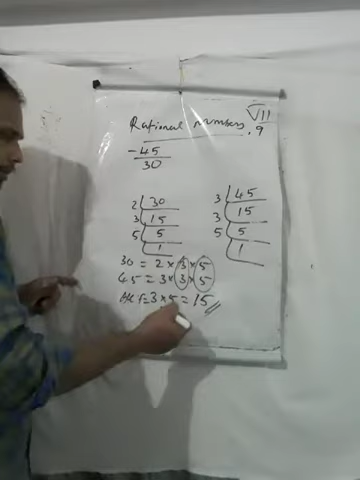 Rational numbers VII
9
-45
30
2 | 30
3 | 15
5 | 5
1
3 | 45
3 | 15
5 | 5
1
30 = 2 × 3 × 5
45 = 3 × 3 × 5
HCF = 3 × 5 = 15